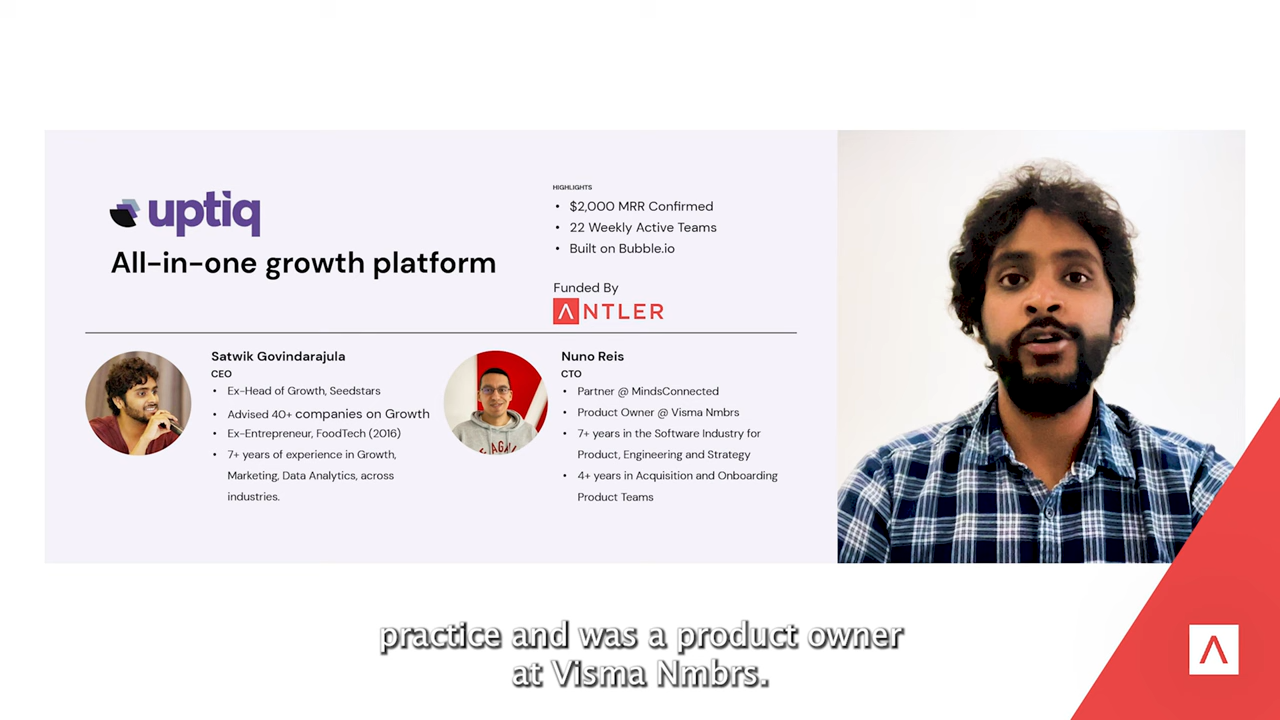 uptiq
All-in-one growth platform
HIGHLIGHTS
• $2,000 MRR Confirmed
• 22 Weekly Active Teams
• Built on Bubble.io
Funded By
ANTLER
Satwik Govindarajula
CEO
• Ex-Head of Growth, Seedstars
• Advised 40+ companies on Growth
• Ex-Entrepreneur, FoodTech (2016)
• 7+ years of experience in Growth,
Marketing, Data Analytics, across
industries.
Nuno Reis
CTO
• Partner @ MindsConnected
• Product Owner @ Visma Nmbrs
• 7+ years in the Software Industry for
Product, Engineering and Strategy
• 4+ years in Acquisition and Onboarding
Product Teams
practice and was a product owner
at Visma Nmbrs.